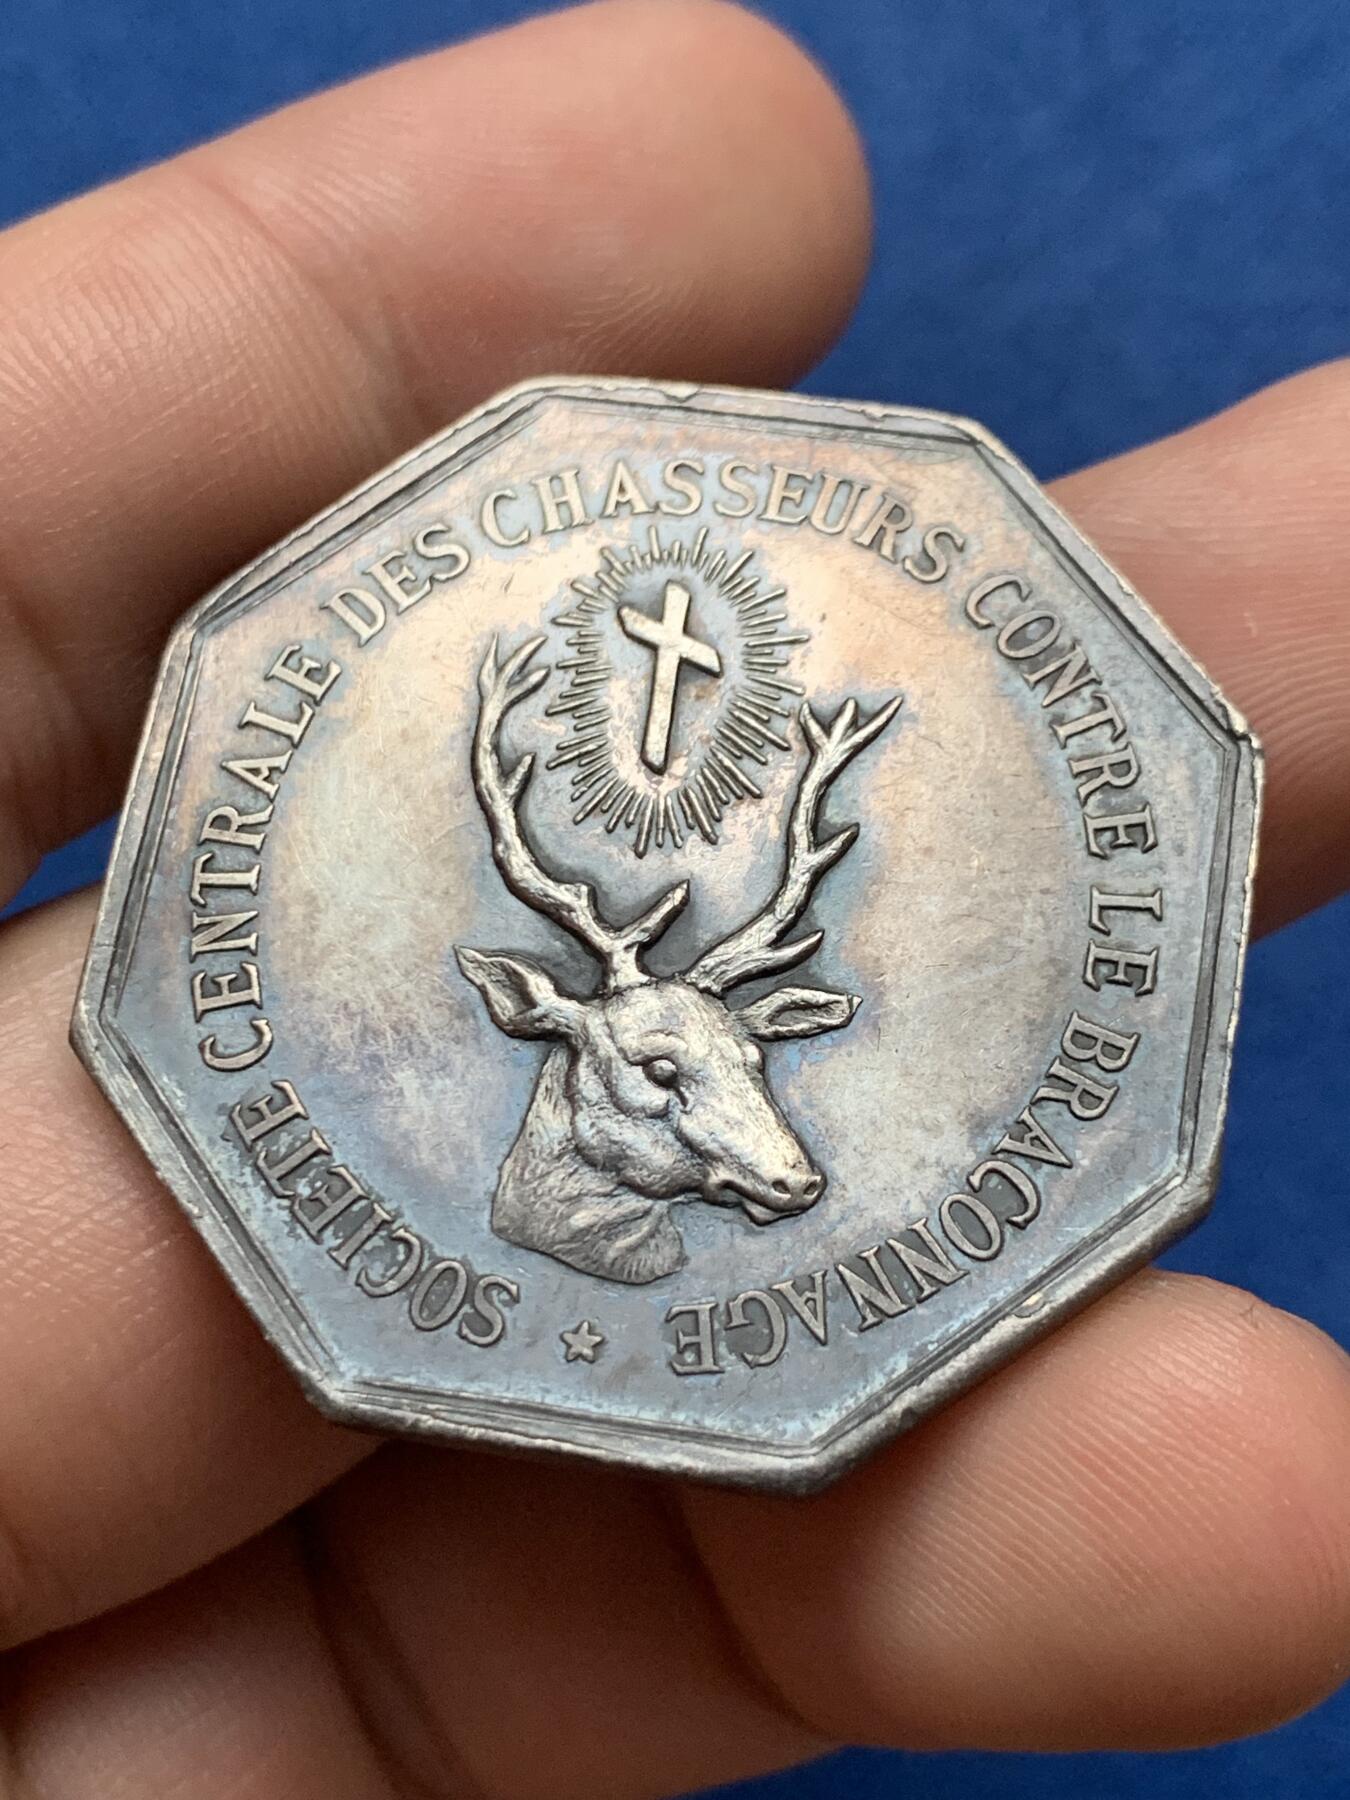 SOCIETE CENTRALE DES CHASSEURS CONTRE LE BRACONNAGE